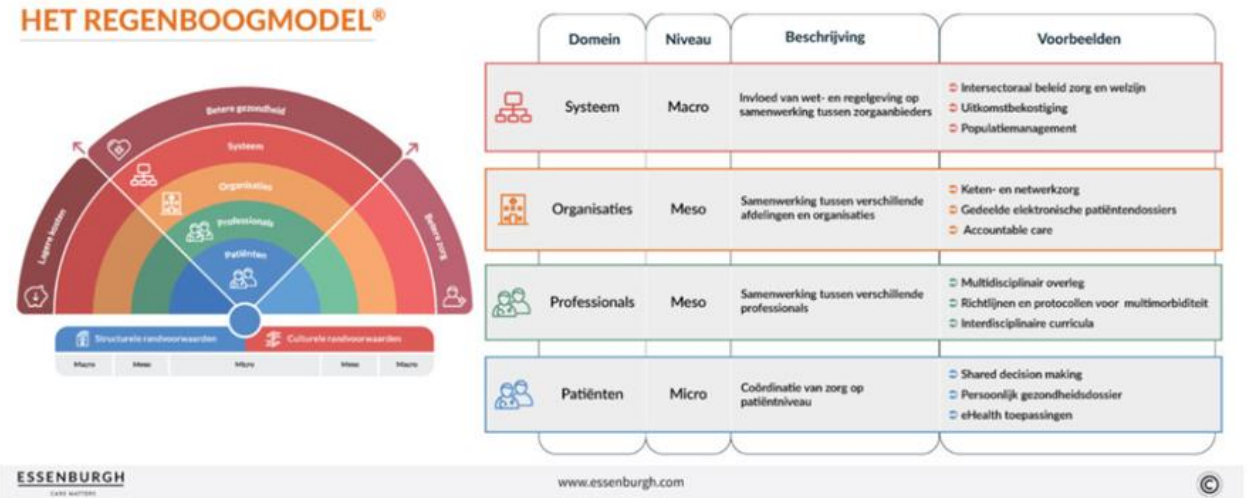 HET REGENBOOGMODEL®
Betere gezondheid
Systeem
Organisaties
Professionals
Patiënten
Lagere kosten
Betere zorg
Structurele randvoorwaarden
Culturele randvoorwaarden
Macro
Meso
Micro
Meso
Macro
Domein
Niveau
Beschrijving
Voorbeelden
Systeem
Macro
Invloed van wet- en regelgeving op
samenwerking tussen zorgaanbieders
Intersectoraal beleid zorg en welzijn
Uitkomstbekostiging
Populatiemanagement
Organisaties
Meso
Samenwerking tussen verschillende
afdelingen en organisaties
Keten- en netwerkzorg
Gedeelde elektronische patiëntendossiers
Accountable care
Professionals
Meso
Samenwerking tussen verschillende
professionals
Multidisciplinair overleg
Richtlijnen en protocollen voor multimorbiditeit
Interdisciplinaire curricula
Patiënten
Micro
Coördinatie van zorg op
patiëntniveau
Shared decision making
Persoonlijk gezondheidsdossier
eHealth toepassingen
ESSENBURGH
CARE MATTERS
www.essenburgh.com
©